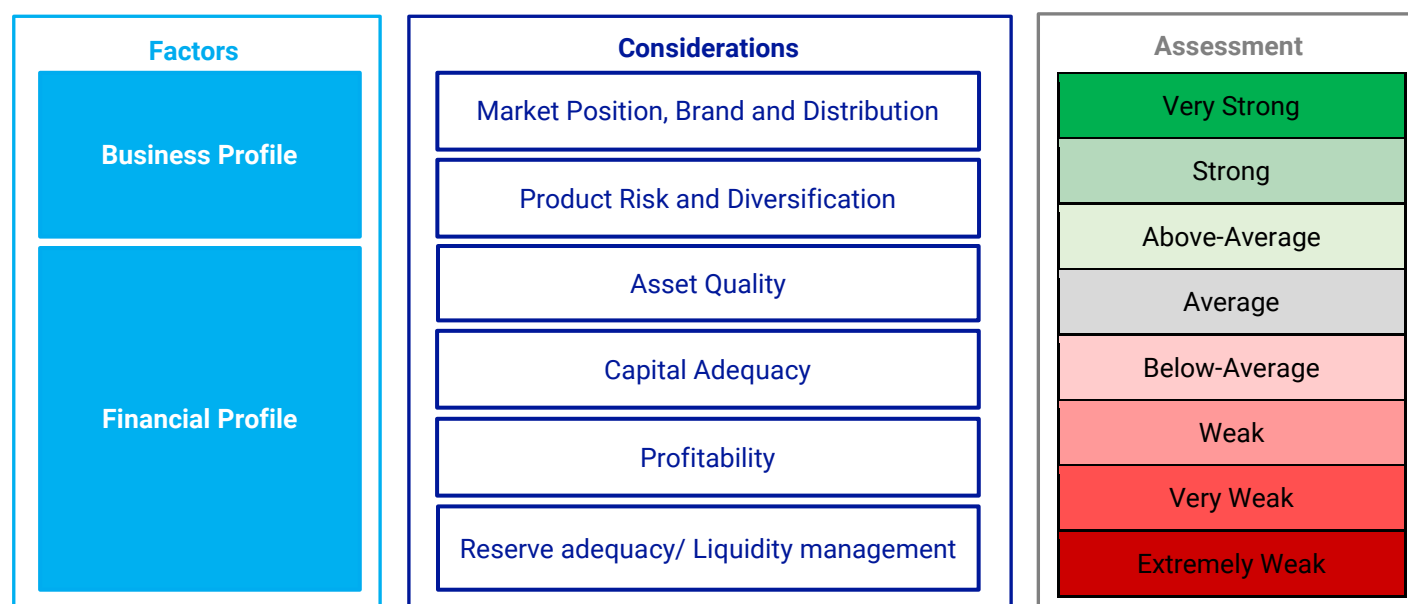 Factors
Business Profile
Financial Profile
Considerations
Market Position, Brand and Distribution
Product Risk and Diversification
Asset Quality
Capital Adequacy
Profitability
Reserve adequacy/ Liquidity management
Assessment
Very Strong
Strong
Above-Average
Average
Below-Average
Weak
Very Weak
Extremely Weak